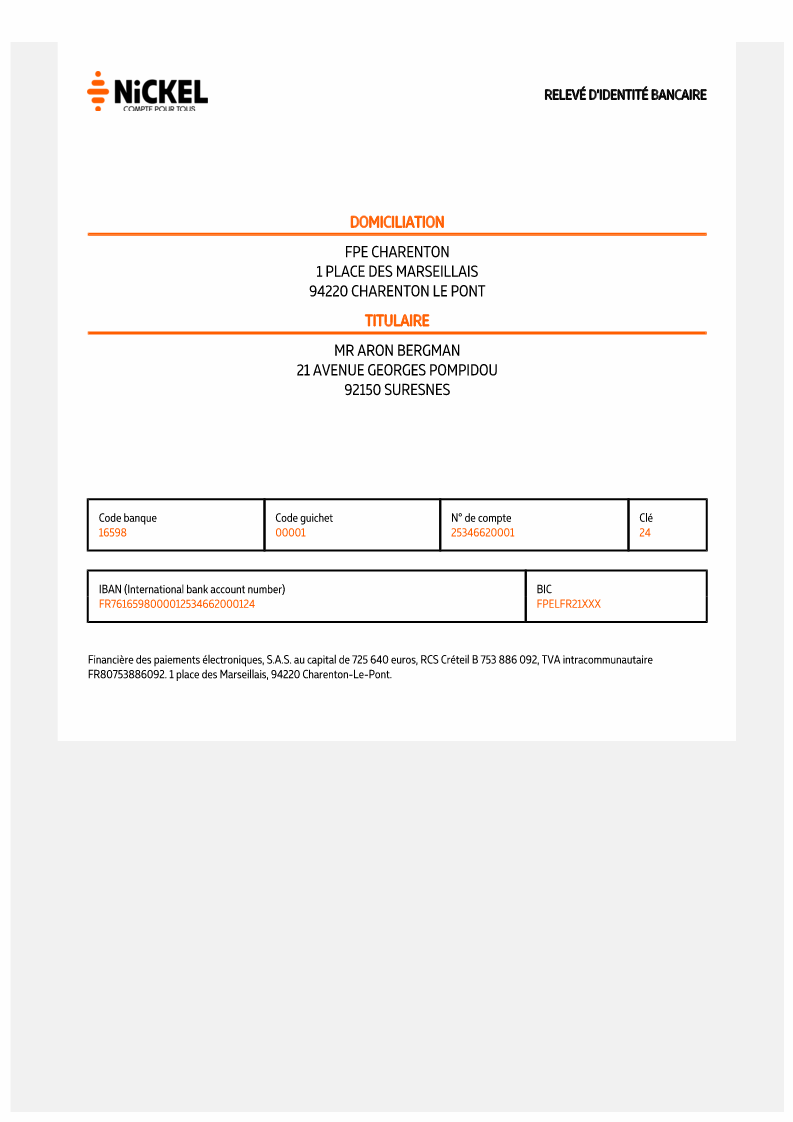 NiCKEL
COMPTE POUR TOUS
RELEVÉ D'IDENTITÉ BANCAIRE
DOMICILIATION
FPE CHARENTON
1 PLACE DES MARSEILLAIS
94220 CHARENTON LE PONT
TITULAIRE
MR ARON BERGMAN
21 AVENUE GEORGES POMPIDOU
92150 SURESNES
Code banque
16598
Code guichet
00001
N° de compte
25346620001
Clé
24
IBAN (International bank account number)
FR7616598000012534662000124
BIC
FPELFR21XXX
Financière des paiements électroniques, S.A.S. au capital de 725 640 euros, RCS Créteil B 753 886 092, TVA intracommunautaire
FR80753886092. 1 place des Marseillais, 94220 Charenton-Le-Pont.